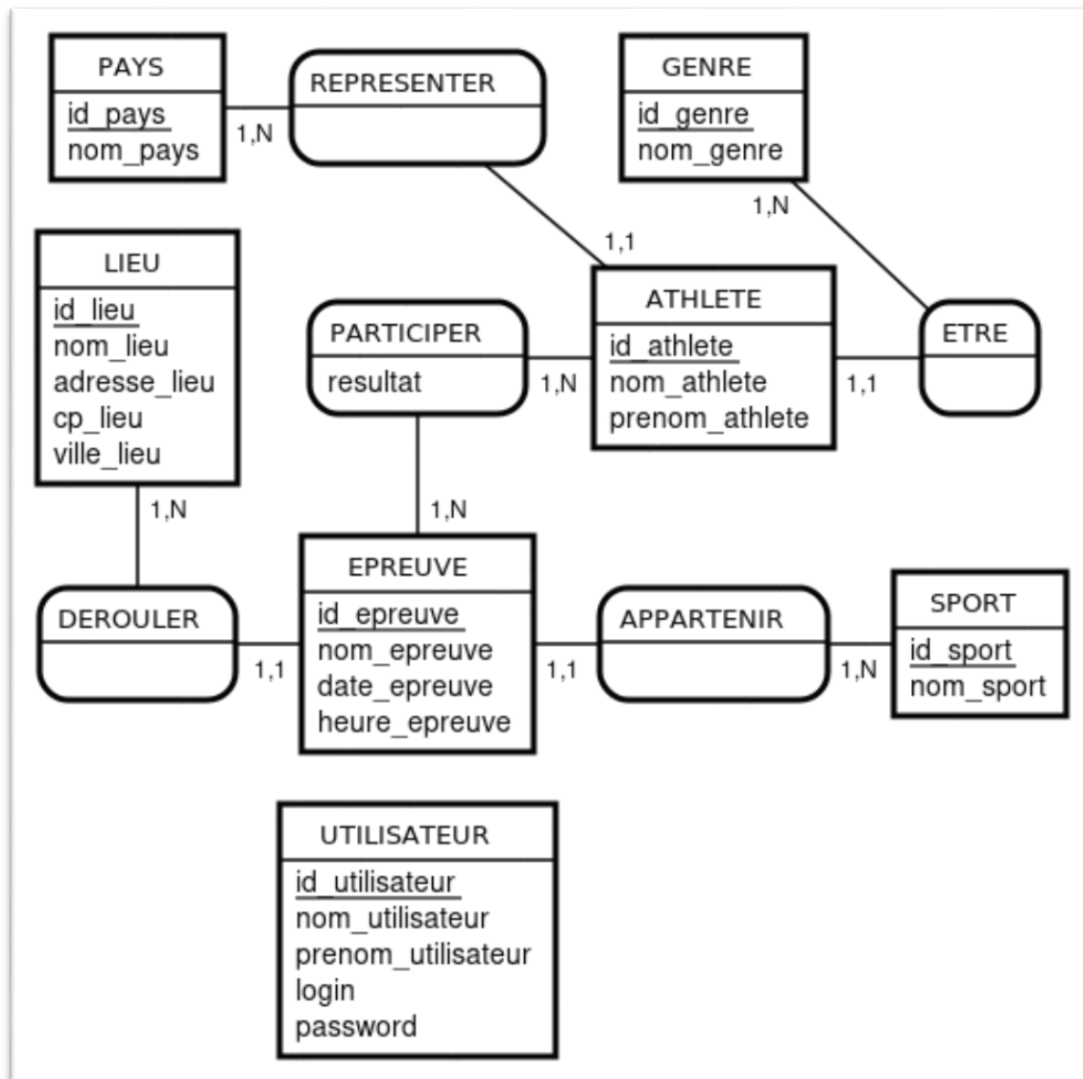 PAYS
id_pays
nom_pays
1,N
REPRESENTER
GENRE
id_genre
nom_genre
1,N
1,1
LIEU
id_lieu
nom_lieu
adresse_lieu
cp_lieu
ville_lieu
1,N
PARTICIPER
resultat
1,N
ATHLETE
id_athlete
nom_athlete
prenom_athlete
1,1
ETRE
1,N
DEROULER
1,1
EPREUVE
id_epreuve
nom_epreuve
date_epreuve
heure_epreuve
1,1
APPARTENIR
1,N
SPORT
id_sport
nom_sport
UTILISATEUR
id_utilisateur
nom_utilisateur
prenom_utilisateur
login
password